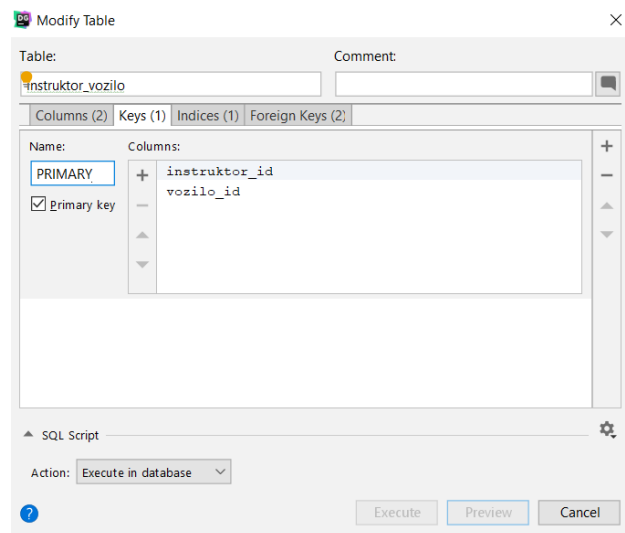 DG Modify Table
Table: Comment:
instruktor_vozilo
Columns (2) Keys (1) Indices (1) Foreign Keys (2)
Name: Columns:
PRIMARY instruktor_id
Primary key vozilo_id
SQL Script
Action: Execute in database
? Execute Preview Cancel